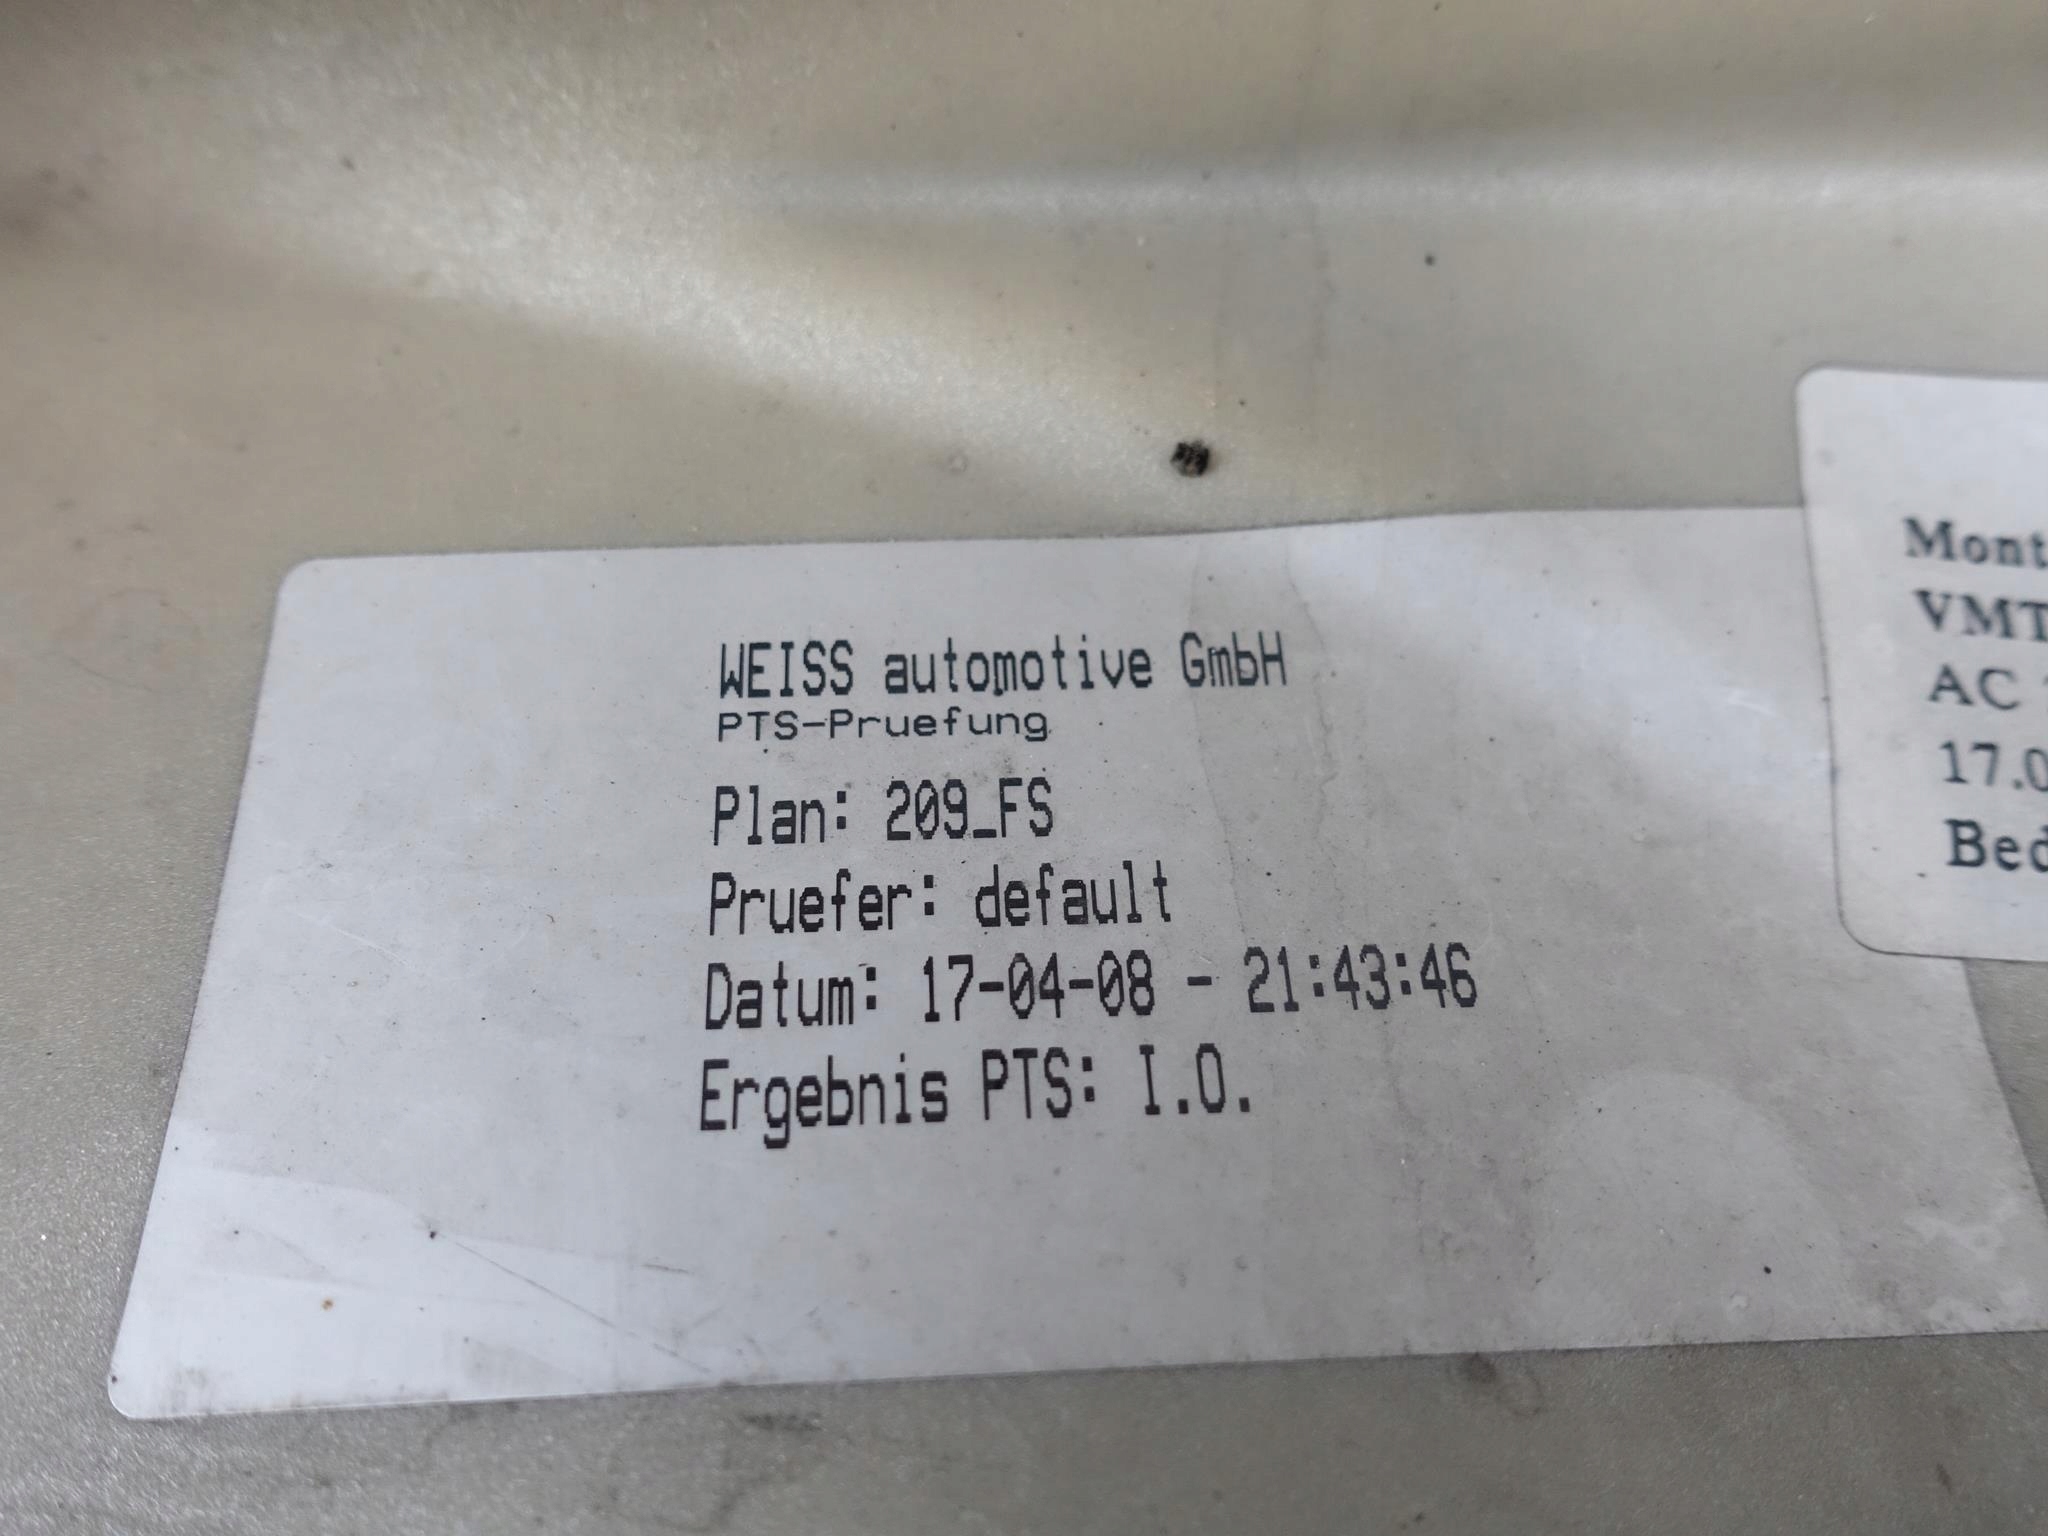 WEISS automotive GmbH
PTS-Pruefung
Plan: 209_FS
Pruefer: default
Datum: 17-04-08 - 21:43:46
Ergebnis PTS: I.O.
Mont
VMT
AC
17.0
Bed